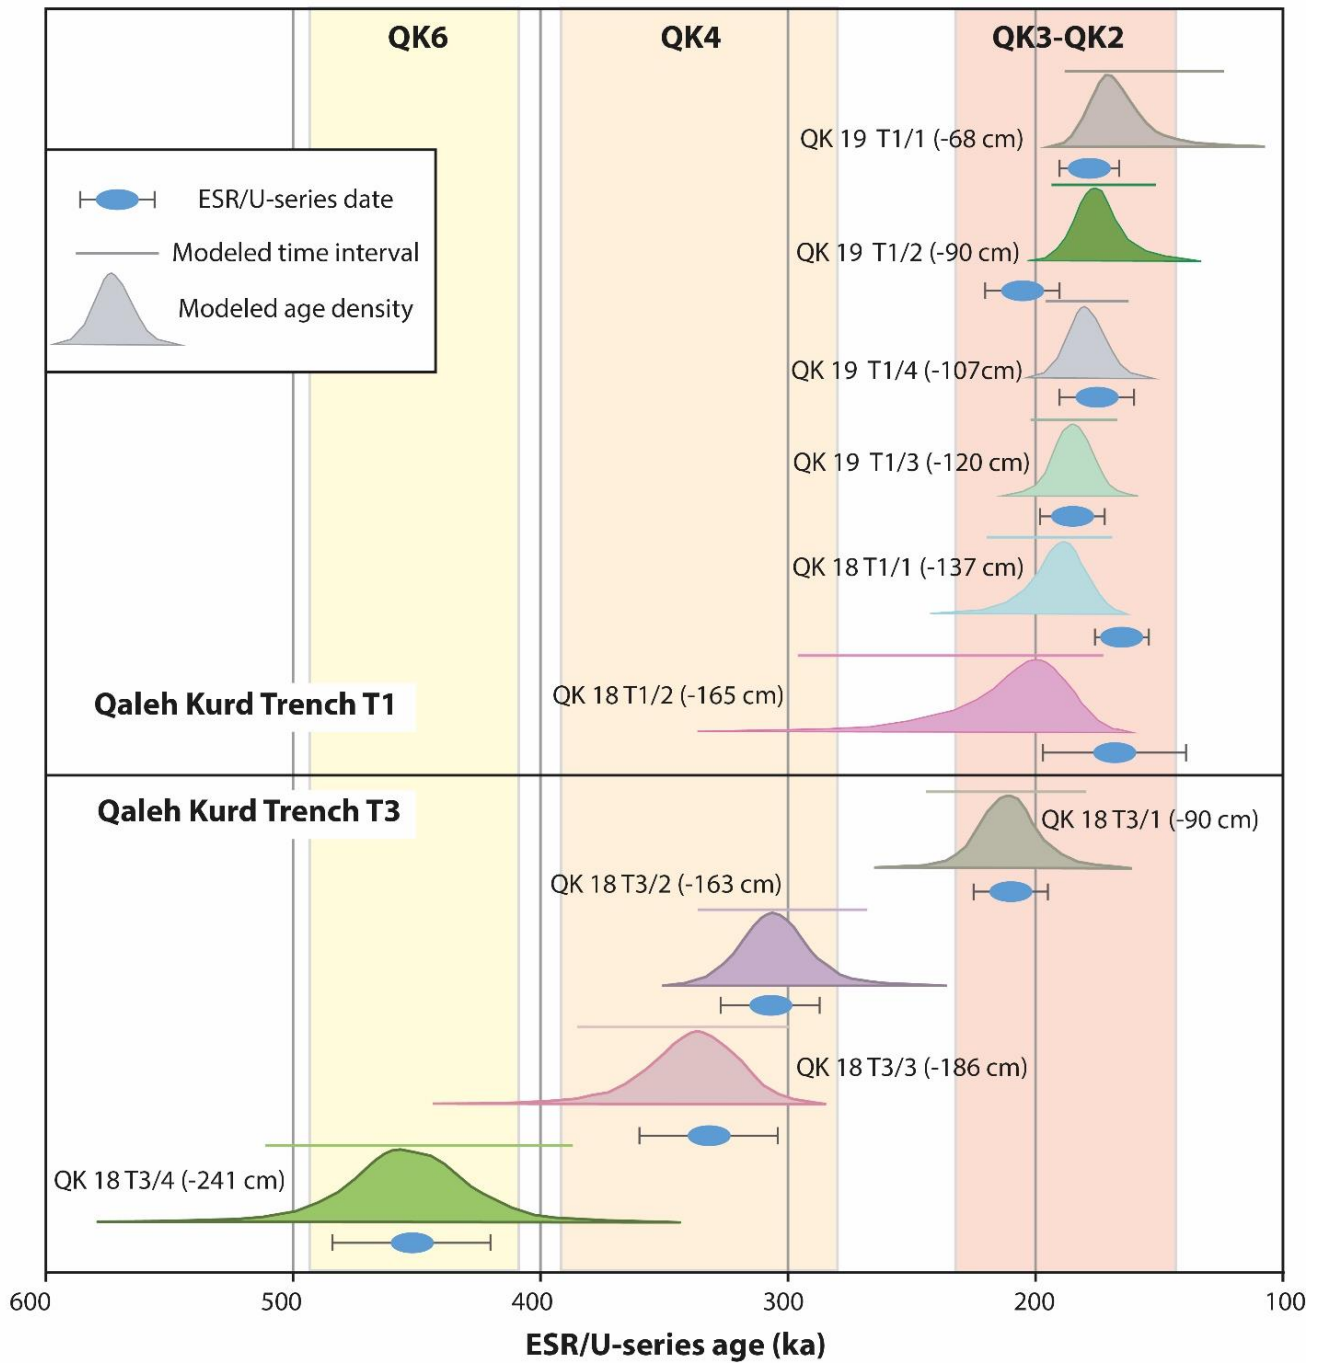 QK6
QK4
QK3-QK2
QK 19 T1/1 (-68 cm)
ESR/U-series date
Modeled time interval
Modeled age density
QK 19 T1/2 (-90 cm)
QK 19 T1/4 (-107cm)
QK 19 T1/3 (-120 cm)
QK 18 T1/1 (-137 cm)
QK 18 T1/2 (-165 cm)
Qaleh Kurd Trench T1
Qaleh Kurd Trench T3
QK 18 T3/1 (-90 cm)
QK 18 T3/2 (-163 cm)
QK 18 T3/3 (-186 cm)
QK 18 T3/4 (-241 cm)
600 500 400 300 200 100
ESR/U-series age (ka)